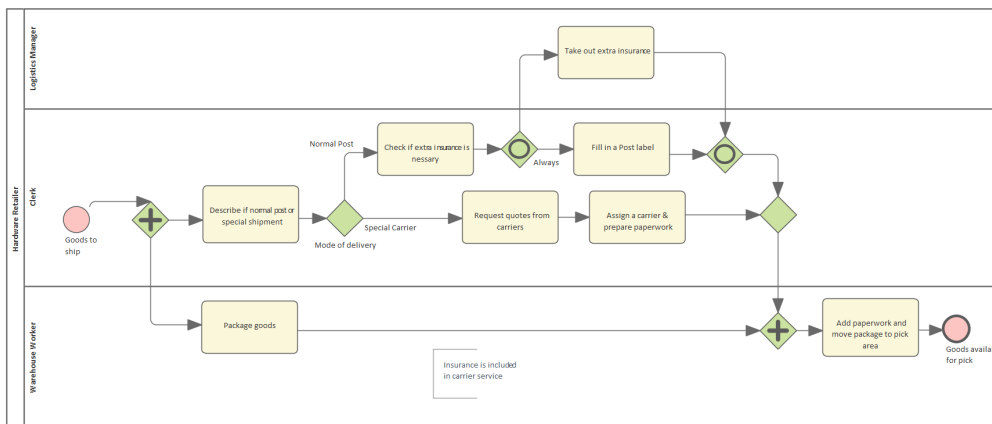 Hardware Retailer
Logistics Manager
Take out extra insurance
Clerk
Normal Post
Check if extra insurance is
nessary
Always
Fill in a Post label
Goods to
ship
Describe if normal post or
special shipment
Mode of delivery
Special Carrier
Request quotes from
carriers
Assign a carrier &
prepare paperwork
Warehouse Worker
Package goods
Insurance is included
in carrier service
Add paperwork and
move package to pick
area
Goods availa
for pick